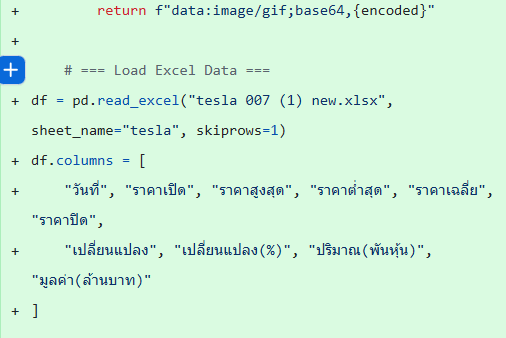 +         return f"data:image/gif;base64,{encoded}"
+
+     # === Load Excel Data ===
+ df = pd.read_excel("tesla 007 (1) new.xlsx",
sheet_name="tesla", skiprows=1)
+ df.columns = [
+     "วันที่", "ราคาเปิด", "ราคาสูงสุด", "ราคาต่ำสุด", "ราคาเฉลี่ย",
"ราคาปิด",
+     "เปลี่ยนแปลง", "เปลี่ยนแปลง(%)", "ปริมาณ(พันหุ้น)",
"มูลค่า(ล้านบาท)"
+ ]